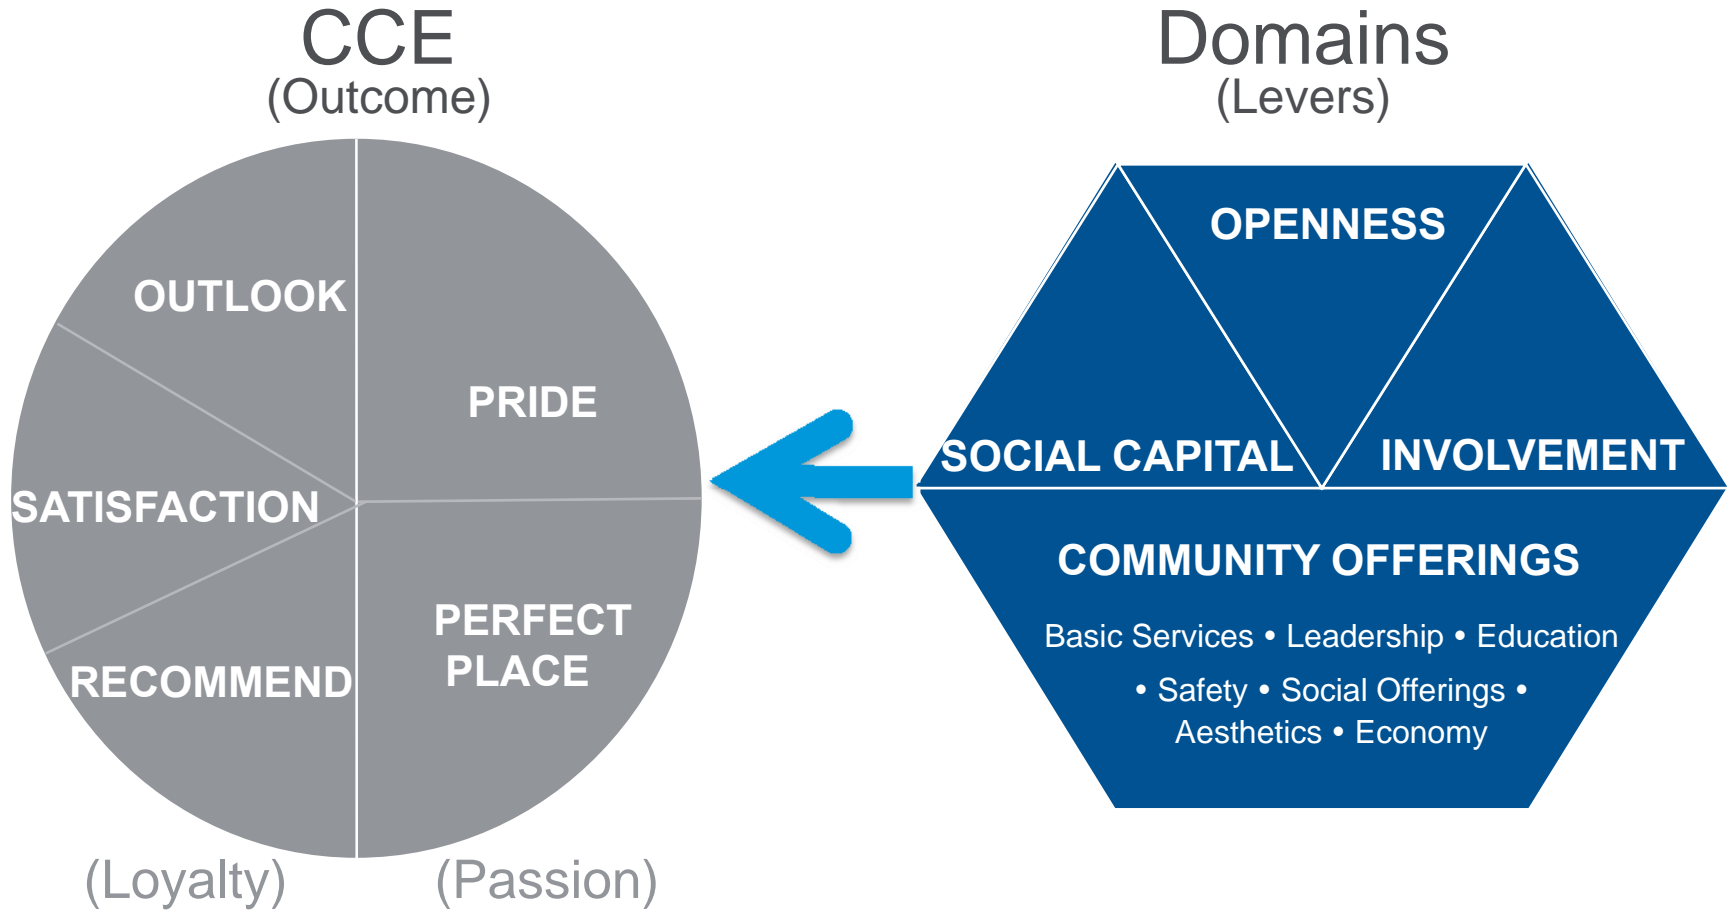 CCE
(Outcome)
OUTLOOK
PRIDE
SATISFACTION
PERFECT
PLACE
RECOMMEND
(Loyalty)
(Passion)
Domains
(Levers)
OPENNESS
SOCIAL CAPITAL
INVOLVEMENT
COMMUNITY OFFERINGS
Basic Services • Leadership • Education
• Safety • Social Offerings •
Aesthetics • Economy